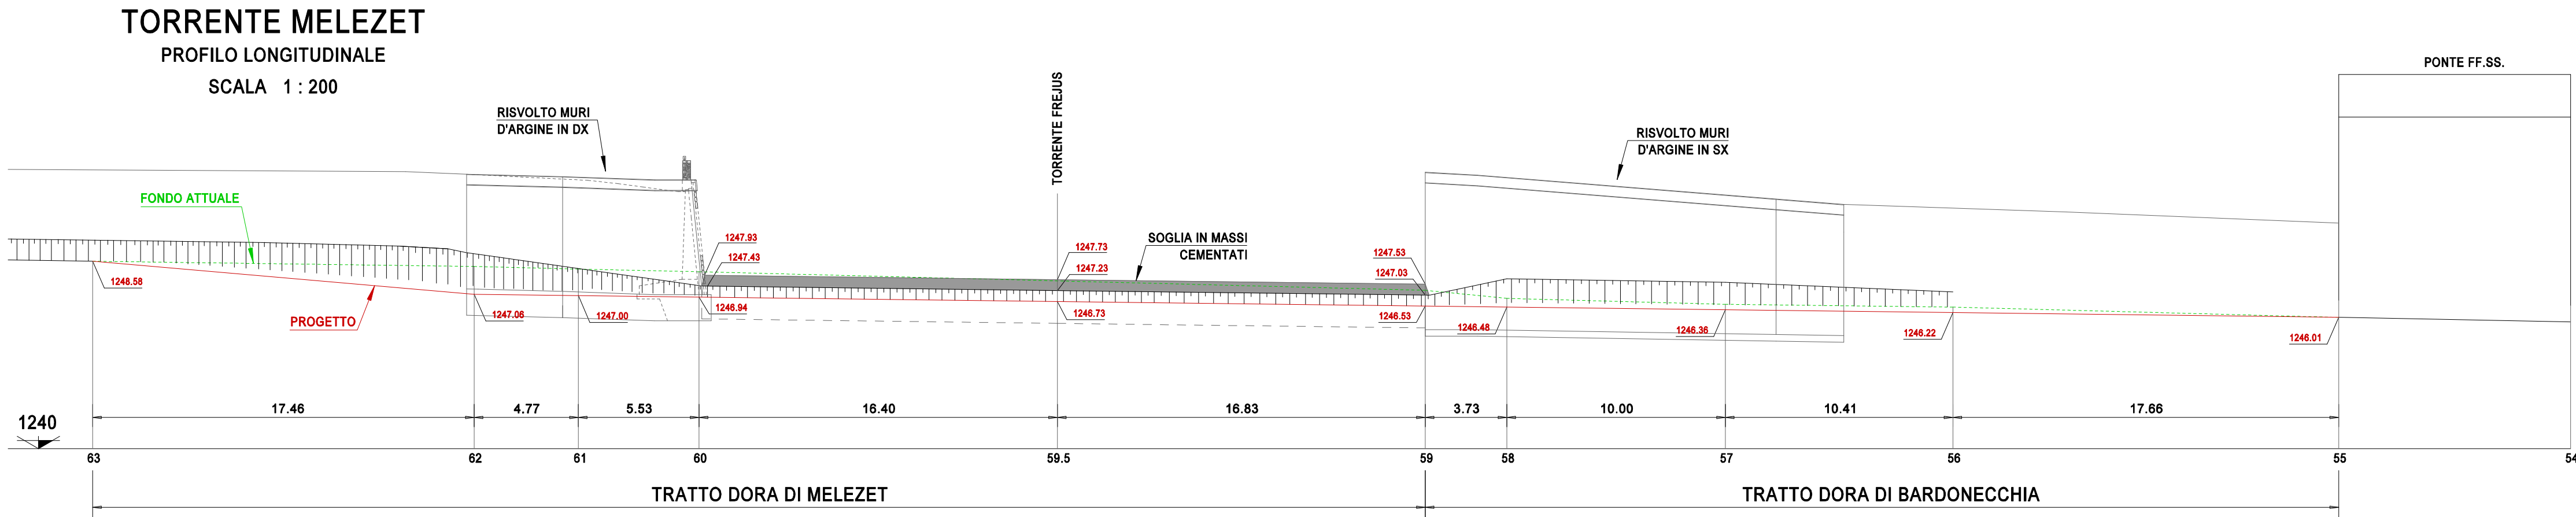 TORRENTE MELEZET
PROFILO LONGITUDINALE
SCALA 1 : 200
PONTE FF.SS.
RISVOLTO MURI
D'ARGINE IN DX
TORRENTE FREJUS
RISVOLTO MURI
D'ARGINE IN SX
FONDO ATTUALE
1247.93
1247.43
1247.73
1247.23
SOGLIA IN MASSI
CEMENTATI
1247.53
1247.03
1248.58
PROGETTO
1247.06
1247.00
1246.94
1246.73
1246.53
1246.48
1246.36
1246.22
1246.01
17.46
4.77
5.53
16.40
16.83
3.73
10.00
10.41
17.66
1240
63
62
61
60
59.5
59
58
57
56
55
54
TRATTO DORA DI MELEZET
TRATTO DORA DI BARDONECCHIA